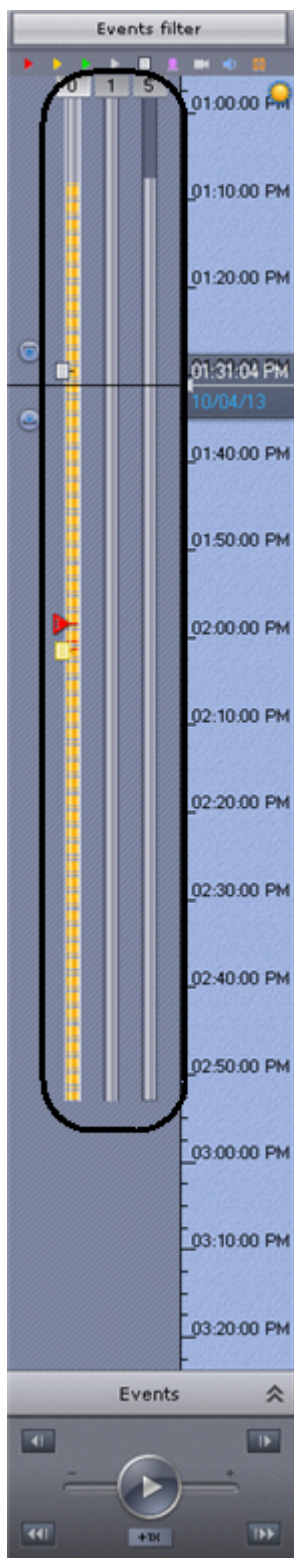 Events filter
0 1 5
01:00:00 PM
01:10:00 PM
01:20:00 PM
01:31:04 PM
10/04/13
01:40:00 PM
01:50:00 PM
02:00:00 PM
02:10:00 PM
02:20:00 PM
02:30:00 PM
02:40:00 PM
02:50:00 PM
03:00:00 PM
03:10:00 PM
03:20:00 PM
Events
- +
+1X